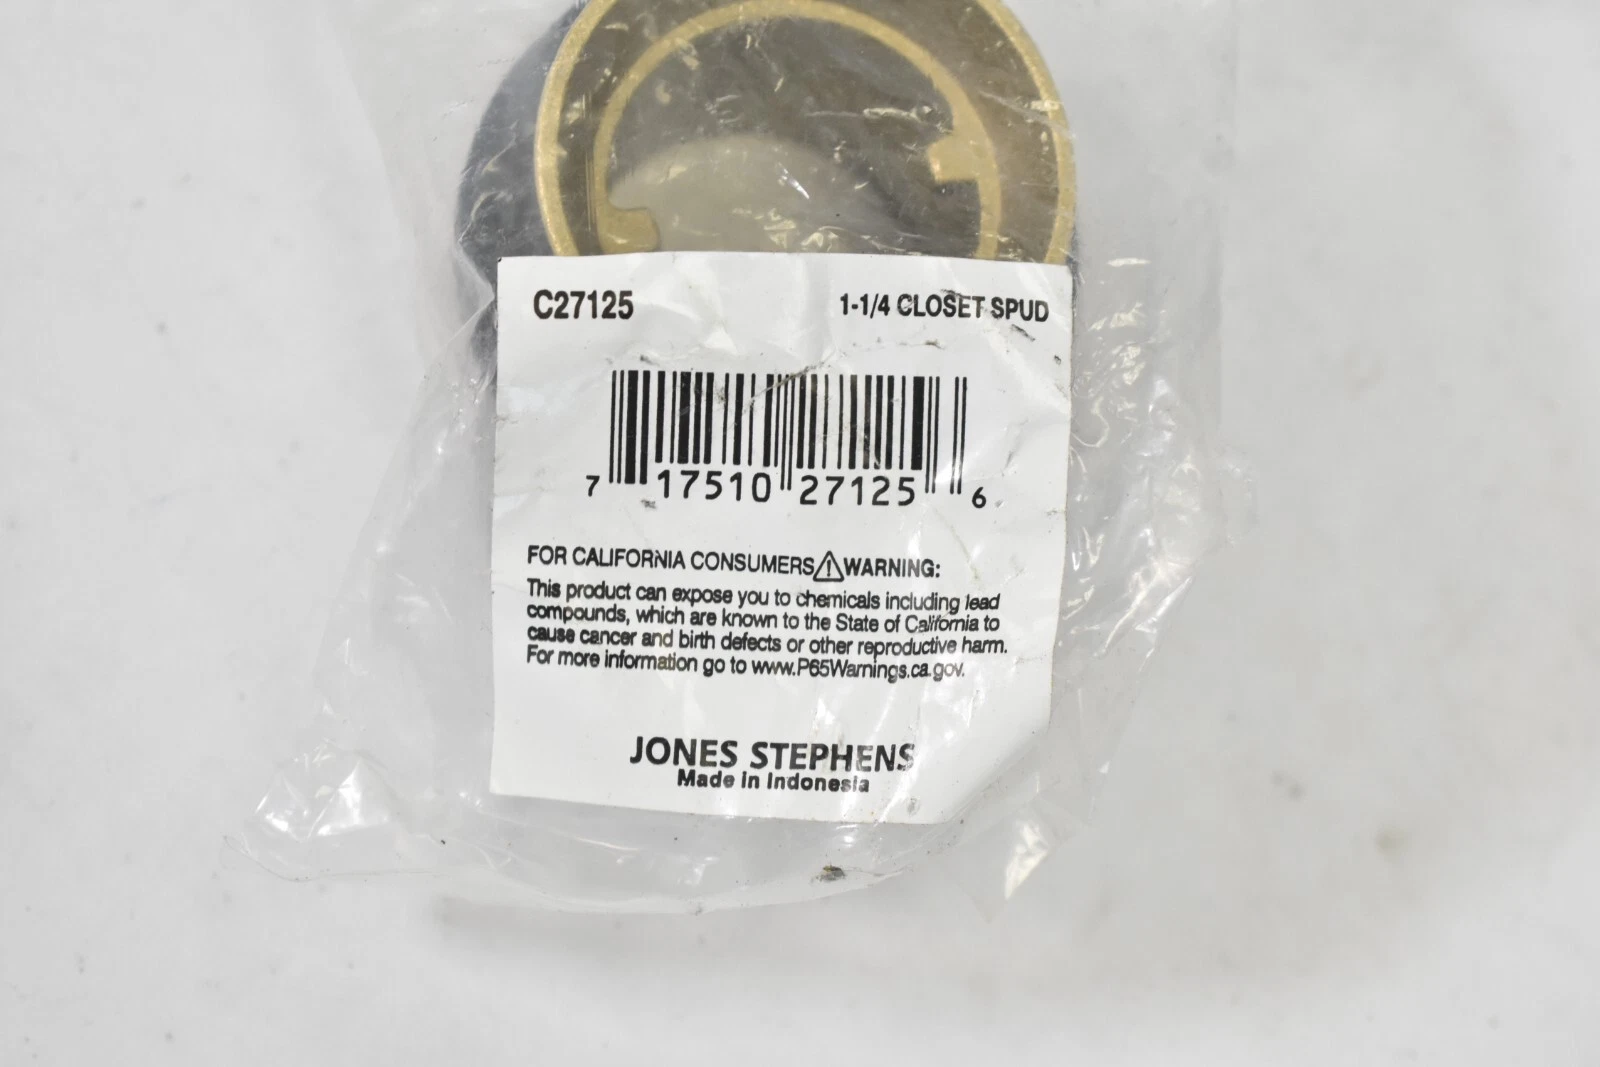 C27125 1-1/4 CLOSET SPUD
7 17510 27125 6
FOR CALIFORNIA CONSUMERS⚠WARNING:
This product can expose you to chemicals including lead
compounds, which are known to the State of California to
cause cancer and birth defects or other reproductive harm.
For more information go to www.P65Warnings.ca.gov.
JONES STEPHENS
Made in Indonesia